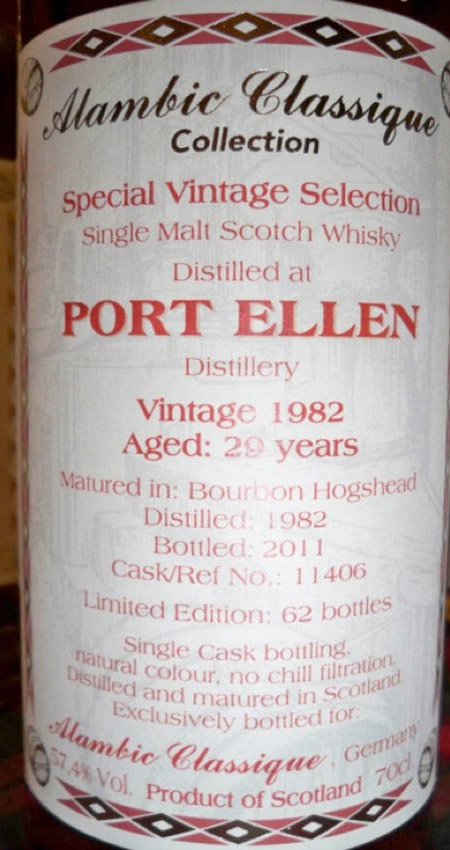 Alambic Classique
Collection
Special Vintage Selection
Single Malt Scotch Whisky
Distilled at
PORT ELLEN
Distillery
Vintage 1982
Aged: 29 years
Matured in: Bourbon Hogshead
Distilled: 1982
Bottled: 2011
Cask/Ref No.: 11406
Limited Edition: 62 bottles
Single Cask bottling,
natural colour, no chill filtration.
Distilled and matured in Scotland.
Exclusively bottled for:
Alambic Classique, Germany
57.4% Vol. Product of Scotland 70cl.